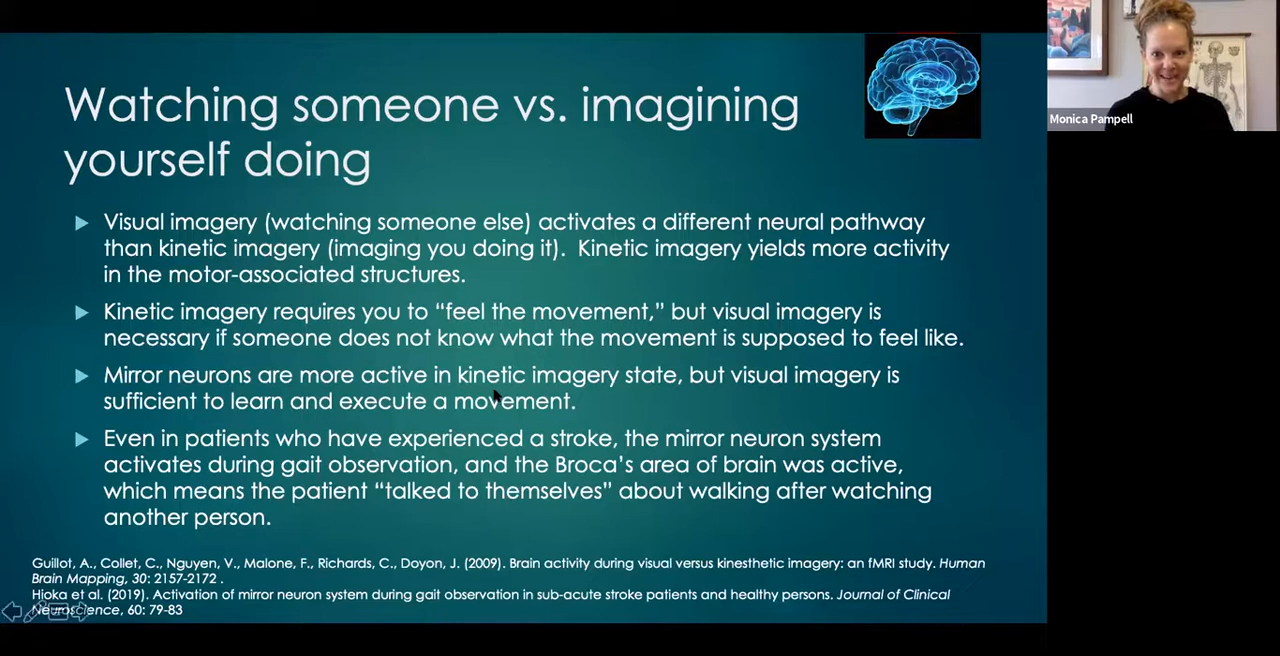 Watching someone vs. imagining
yourself doing
Visual imagery (watching someone else) activates a different neural pathway
than kinetic imagery (imaging you doing it).  Kinetic imagery yields more activity
in the motor-associated structures.
Kinetic imagery requires you to “feel the movement,” but visual imagery is
necessary if someone does not know what the movement is supposed to feel like.
Mirror neurons are more active in kinetic imagery state, but visual imagery is
sufficient to learn and execute a movement.
Even in patients who have experienced a stroke, the mirror neuron system
activates during gait observation, and the Broca’s area of brain was active,
which means the patient “talked to themselves” about walking after watching
another person.
Guillot, A., Collet, C., Nguyen, V., Malone, F., Richards, C., Doyon, J. (2009). Brain activity during visual versus kinesthetic imagery: an fMRI study. Human
Brain Mapping, 30: 2157-2172 .
Hioka et al. (2019). Activation of mirror neuron system during gait observation in sub-acute stroke patients and healthy persons. Journal of Clinical
Neuroscience, 60: 79-83
Monica Pampell